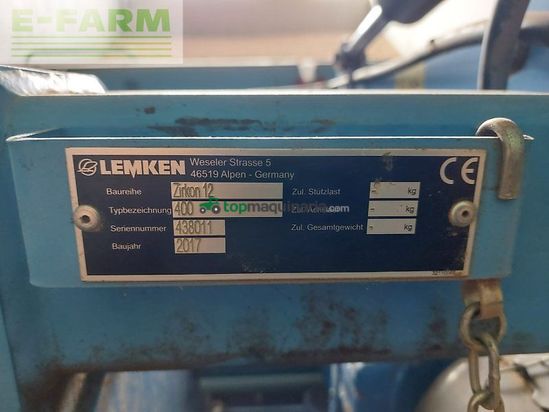 E-FARM
LEMKEN
Weseler Strasse 5
46519 Alpen - Germany
CE
Baureihe Zirkon 12 Zul. Stützlast - kg
Typbezeichnung 400 Zul. - kg
topmaquinaria.com
Seriennummer 438011 Zul. Gesamtgewicht - kg
Baujahr 2017